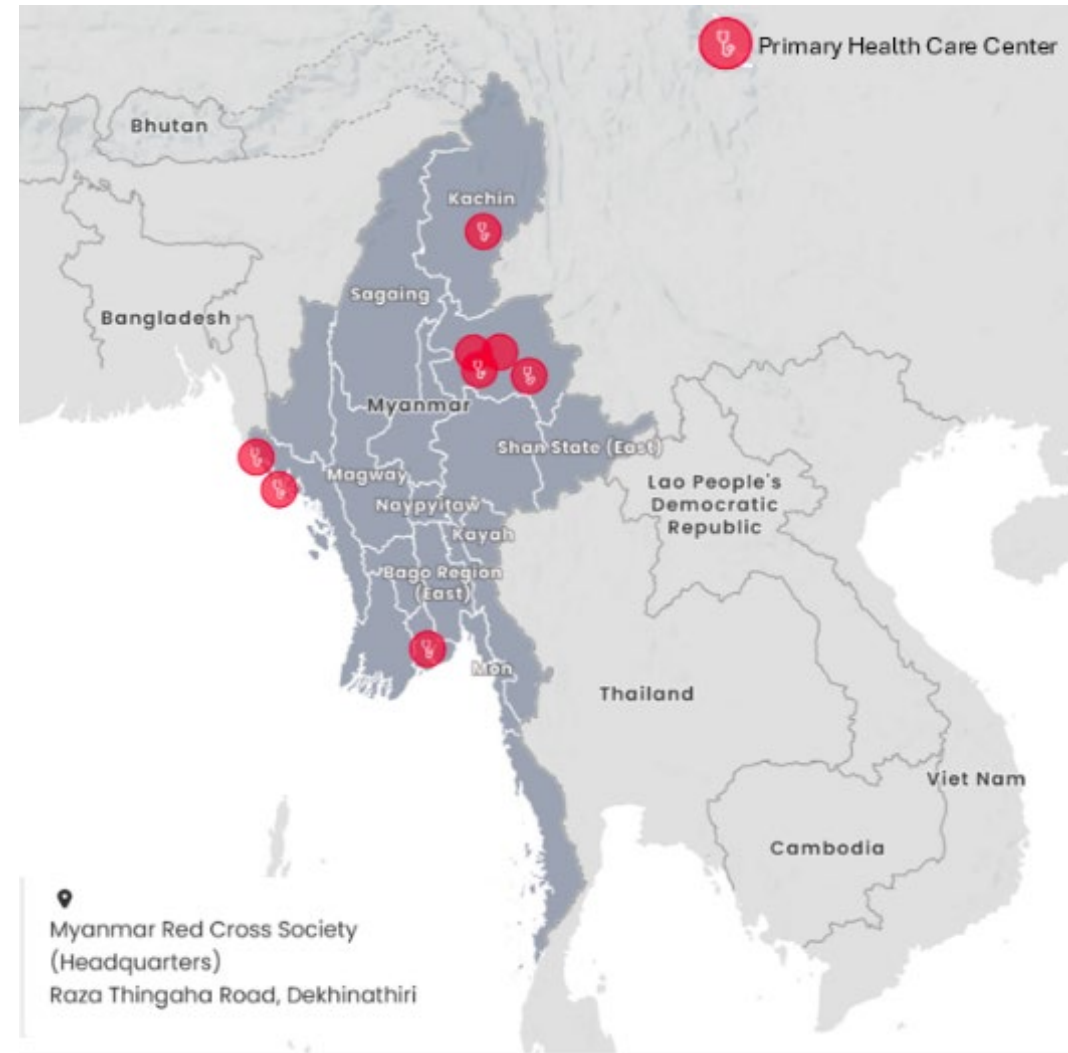 Primary Health Care Center
Bhutan
Kachin
Sagaing
Bangladesh
Myanmar
Shan State (East)
Magway
Lao People's
Democratic
Republic
Naypyitaw
Kayah
Bago Region
(East)
Mon
Thailand
Viet Nam
Cambodia
Myanmar Red Cross Society
(Headquarters)
Raza Thingaha Road, Dekhinathiri